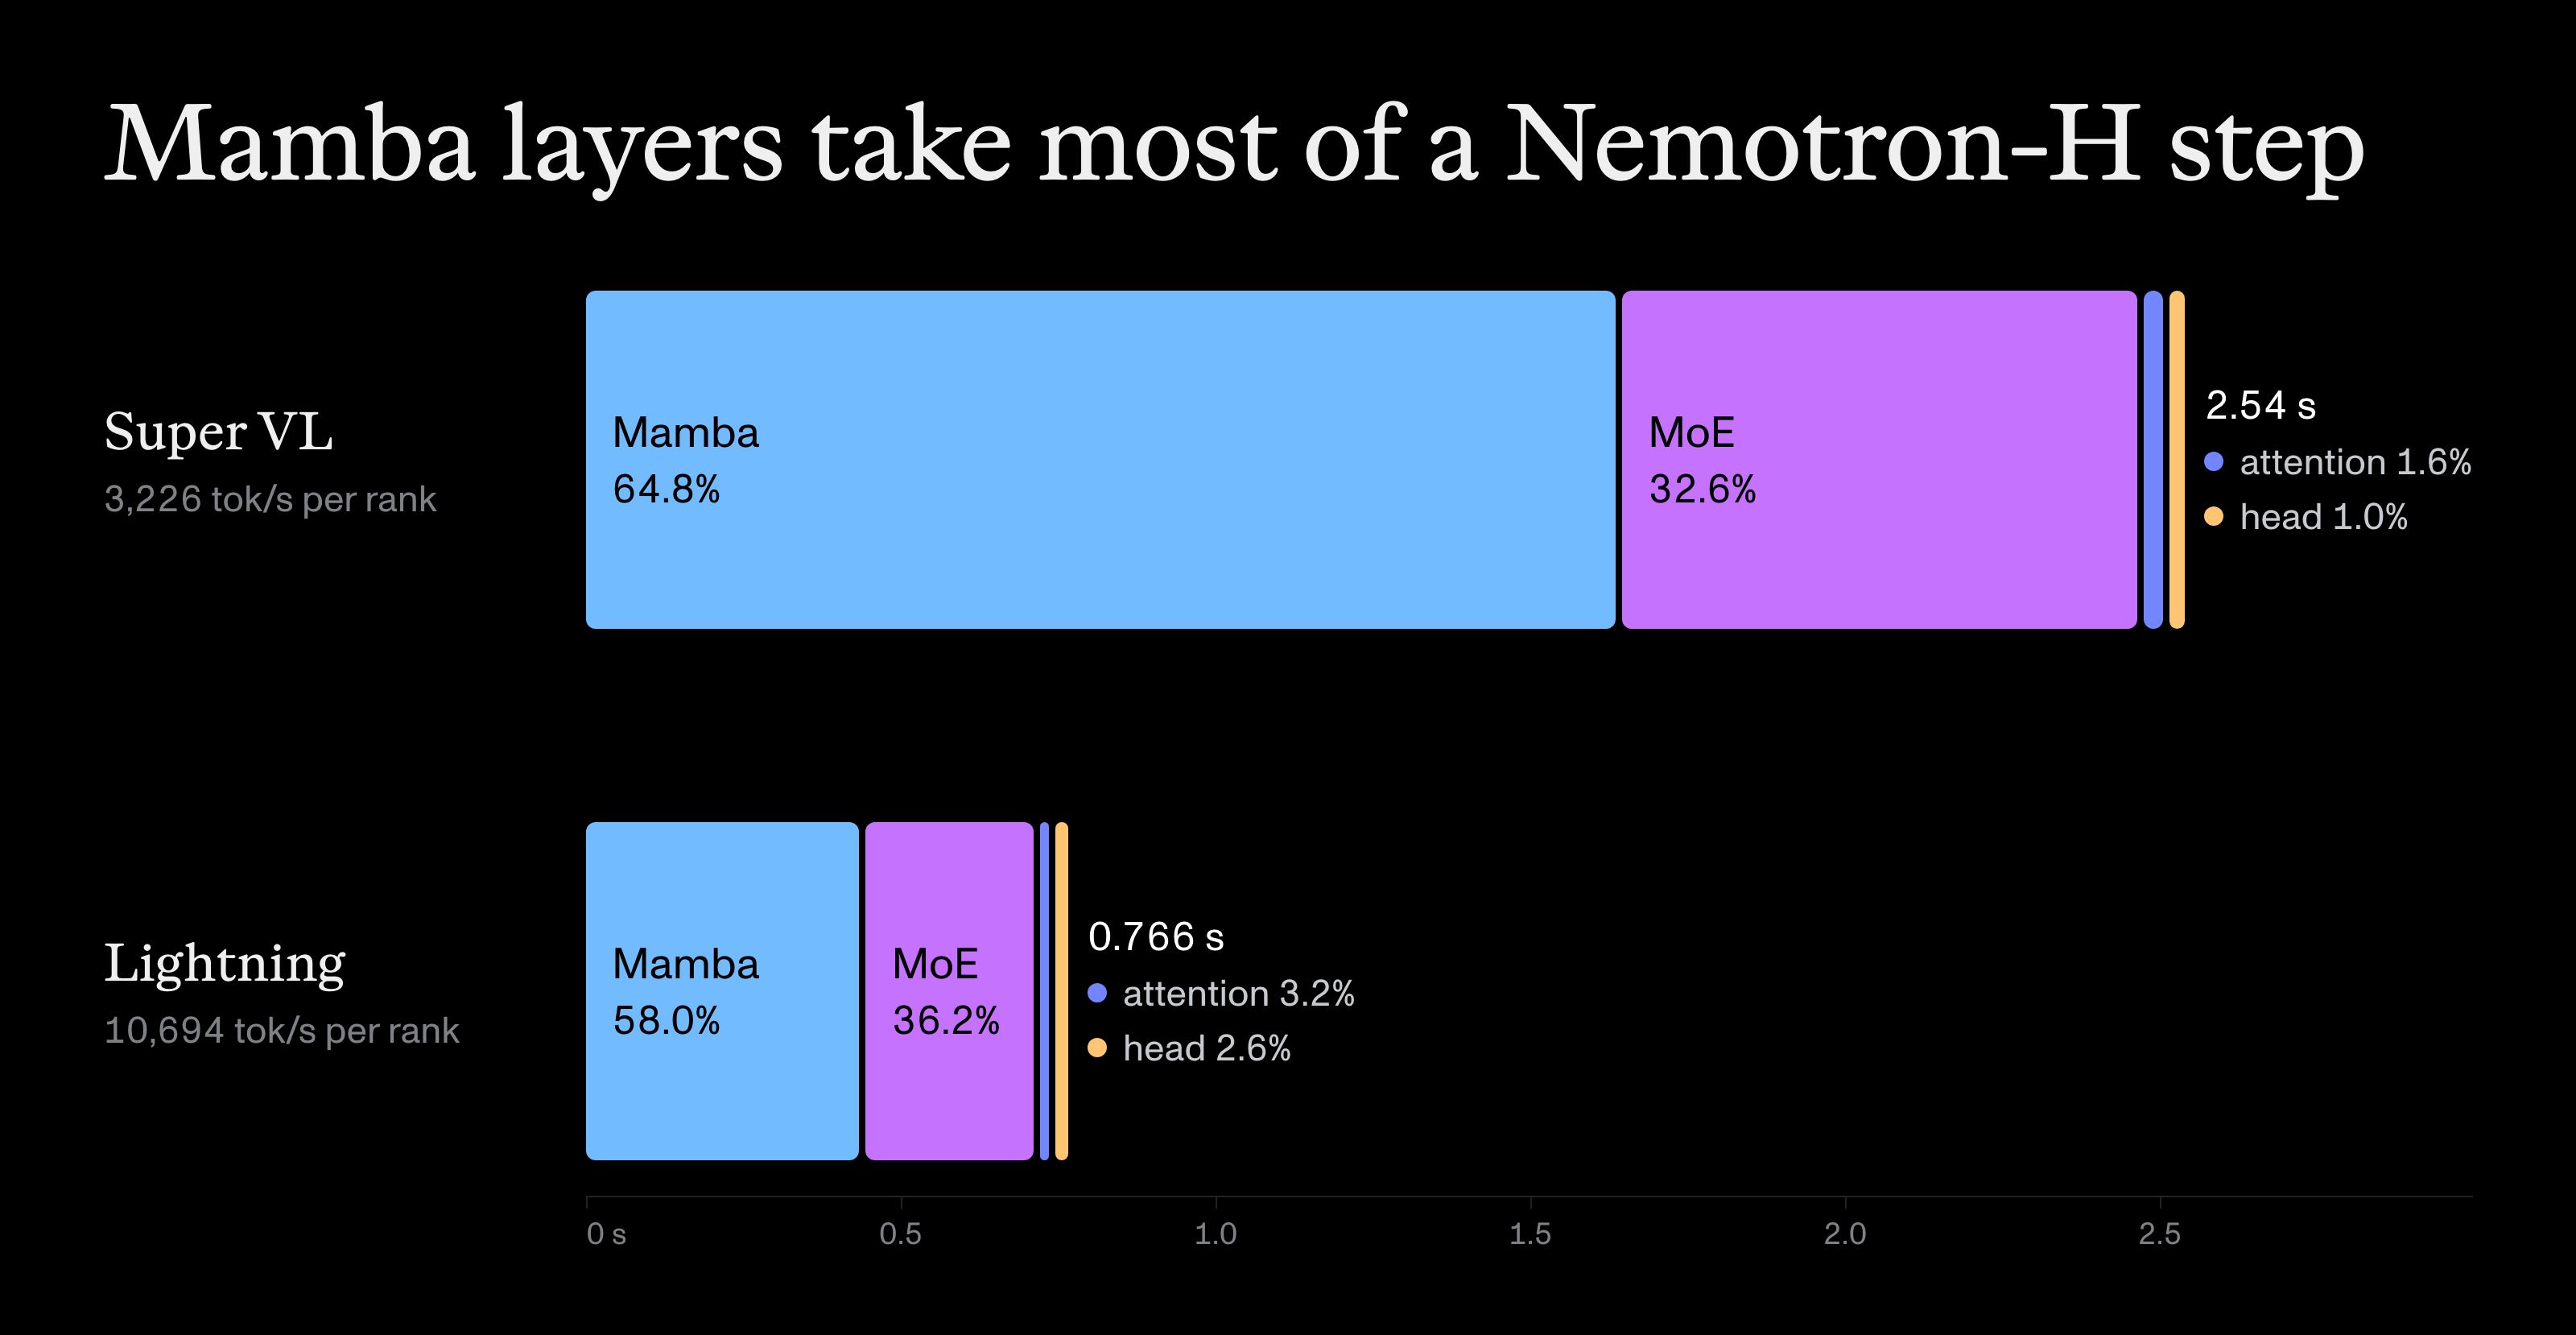 Mamba layers take most of a Nemotron-H step
Super VL
3,226 tok/s per rank
Mamba
64.8%
MoE
32.6%
2.54 s
attention 1.6%
head 1.0%
Lightning
10,694 tok/s per rank
Mamba
58.0%
MoE
36.2%
0.766 s
attention 3.2%
head 2.6%
0 s
0.5
1.0
1.5
2.0
2.5